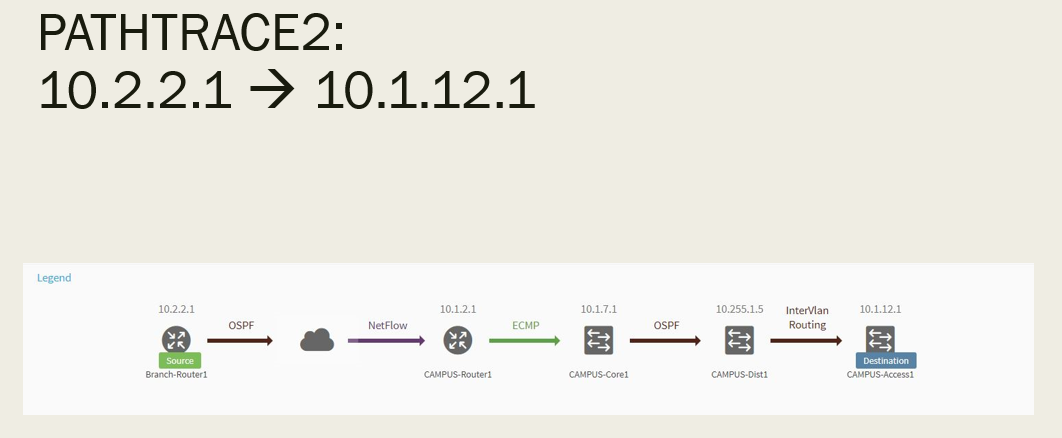 PATHTRACE2:
10.2.2.1 → 10.1.12.1
Legend
10.2.2.1
OSPF
Source
Branch-Router1
NetFlow
10.1.2.1
CAMPUS-Router1
ECMP
10.1.7.1
CAMPUS-Core1
OSPF
10.255.1.5
CAMPUS-Dist1
InterVlan
Routing
10.1.12.1
Destination
CAMPUS-Access1